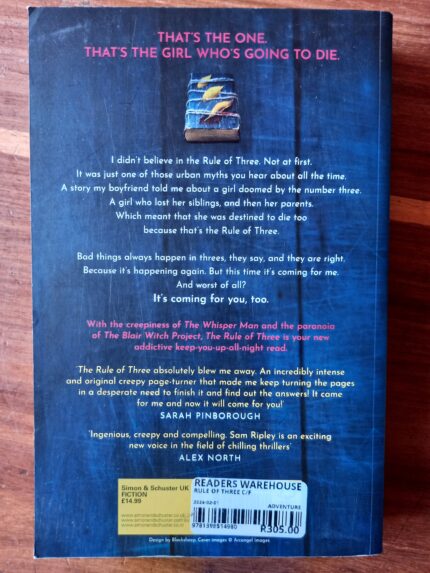 THAT'S THE ONE.
THAT'S THE GIRL WHO'S GOING TO DIE.
I didn't believe in the Rule of Three. Not at first.
It was just one of those urban myths you hear about all the time.
A story my boyfriend told me about a girl doomed by the number three.
A girl who lost her siblings, and then her parents.
Which meant that she was destined to die too
because that's the Rule of Three.
Bad things always happen in threes, they say, and they are right.
Because it's happening again. But this time it's coming for me.
And worst of all?
It's coming for you, too.
With the creepiness of The Whisper Man and the paranoia
of The Blair Witch Project, The Rule of Three is your new
addictive keep-you-up-all-night read.
'The Rule of Three absolutely blew me away. An incredibly intense
and original creepy page-turner that made me keep turning the pages
in a desperate need to finish it and find out the answers! It came
for me and now it will come for you!'
SARAH PINBOROUGH
'Ingenious, creepy and compelling. Sam Ripley is an exciting
new voice in the field of chilling thrillers'
ALEX NORTH
Simon & Schuster UK
FICTION
£14.99
READERS WAREHOUSE
RULE OF THREE C/F
ADVENTURE
R305.00
Design by Blacksheep. Cover images © Arcangel Images